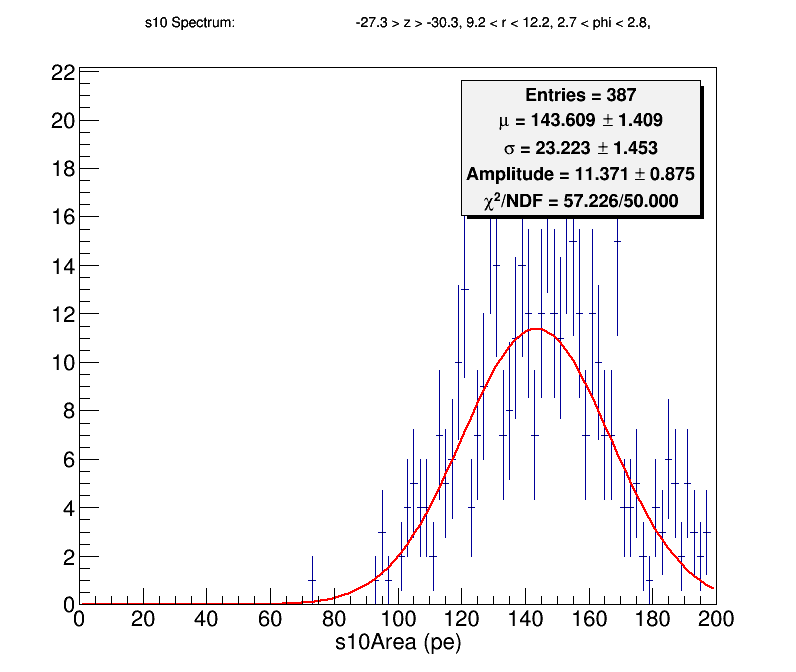 s10 Spectrum: -27.3 > z > -30.3, 9.2 < r < 12.2, 2.7 < phi < 2.8,
Entries = 387
μ = 143.609 ± 1.409
σ = 23.223 ± 1.453
Amplitude = 11.371 ± 0.875
χ²/NDF = 57.226/50.000
22
20
18
16
14
12
10
8
6
4
2
0
0 20 40 60 80 100 120 140 160 180 200
s10Area (pe)